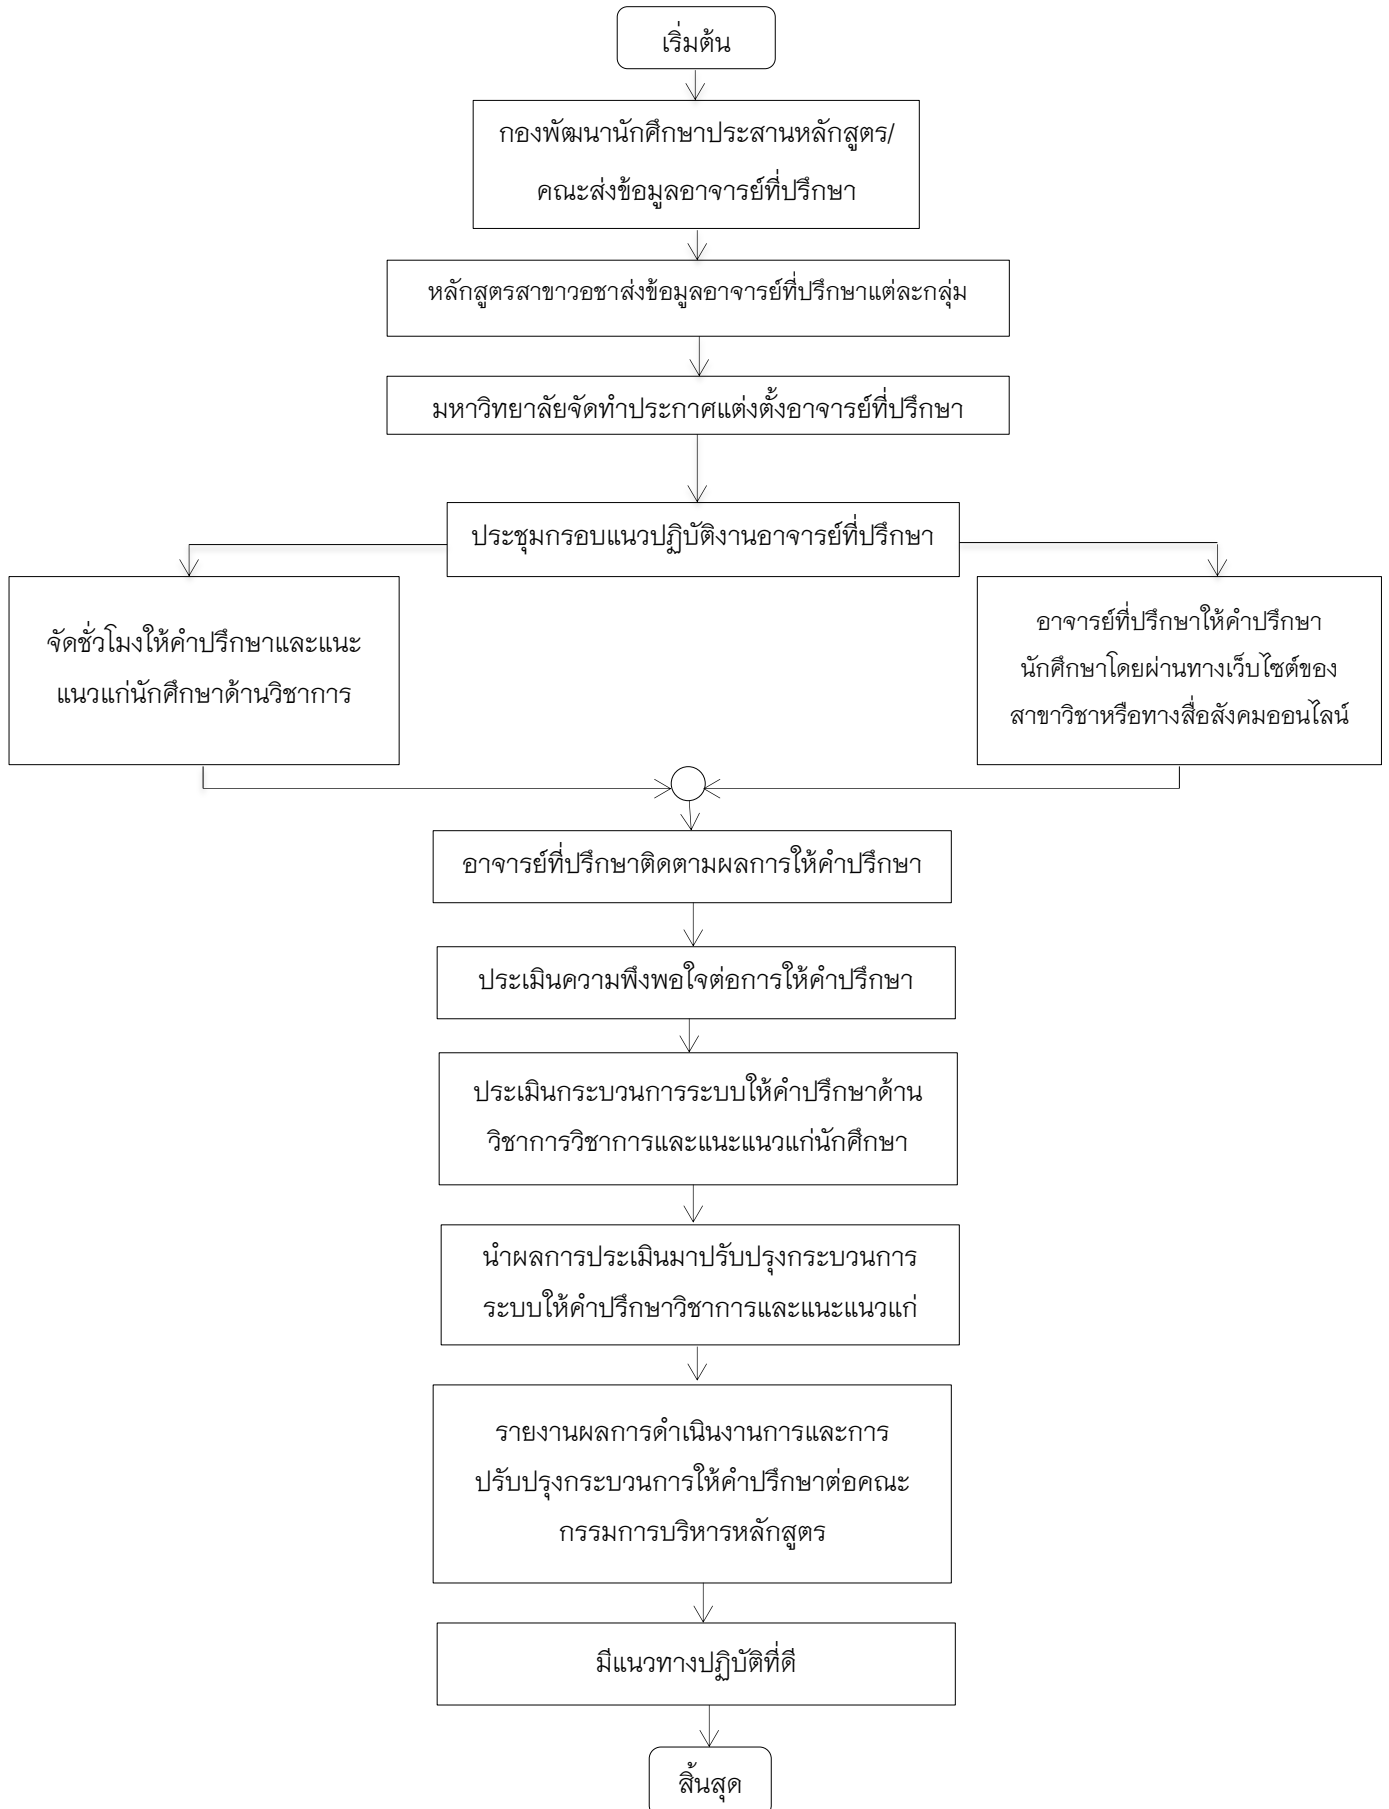 เริ่มต้น
กองพัฒนานักศึกษาประสานหลักสูตร/
คณะส่งข้อมูลอาจารย์ที่ปรึกษา
หลักสูตรสาขาวอชาส่งข้อมูลอาจารย์ที่ปรึกษาแต่ละกลุ่ม
มหาวิทยาลัยจัดทำประกาศแต่งตั้งอาจารย์ที่ปรึกษา
ประชุมกรอบแนวปฏิบัติงานอาจารย์ที่ปรึกษา
จัดชั่วโมงให้คำปรึกษาและแนะ
แนวแก่นักศึกษาด้านวิชาการ
อาจารย์ที่ปรึกษาให้คำปรึกษา
นักศึกษาโดยผ่านทางเว็บไซต์ของ
สาขาวิชาหรือทางสื่อสังคมออนไลน์
อาจารย์ที่ปรึกษาติดตามผลการให้คำปรึกษา
ประเมินความพึงพอใจต่อการให้คำปรึกษา
ประเมินกระบวนการระบบให้คำปรึกษาด้าน
วิชาการวิชาการและแนะแนวแก่นักศึกษา
นำผลการประเมินมาปรับปรุงกระบวนการ
ระบบให้คำปรึกษาวิชาการและแนะแนวแก่
รายงานผลการดำเนินงานการและการ
ปรับปรุงกระบวนการให้คำปรึกษาต่อคณะ
กรรมการบริหารหลักสูตร
มีแนวทางปฏิบัติที่ดี
สิ้นสุด